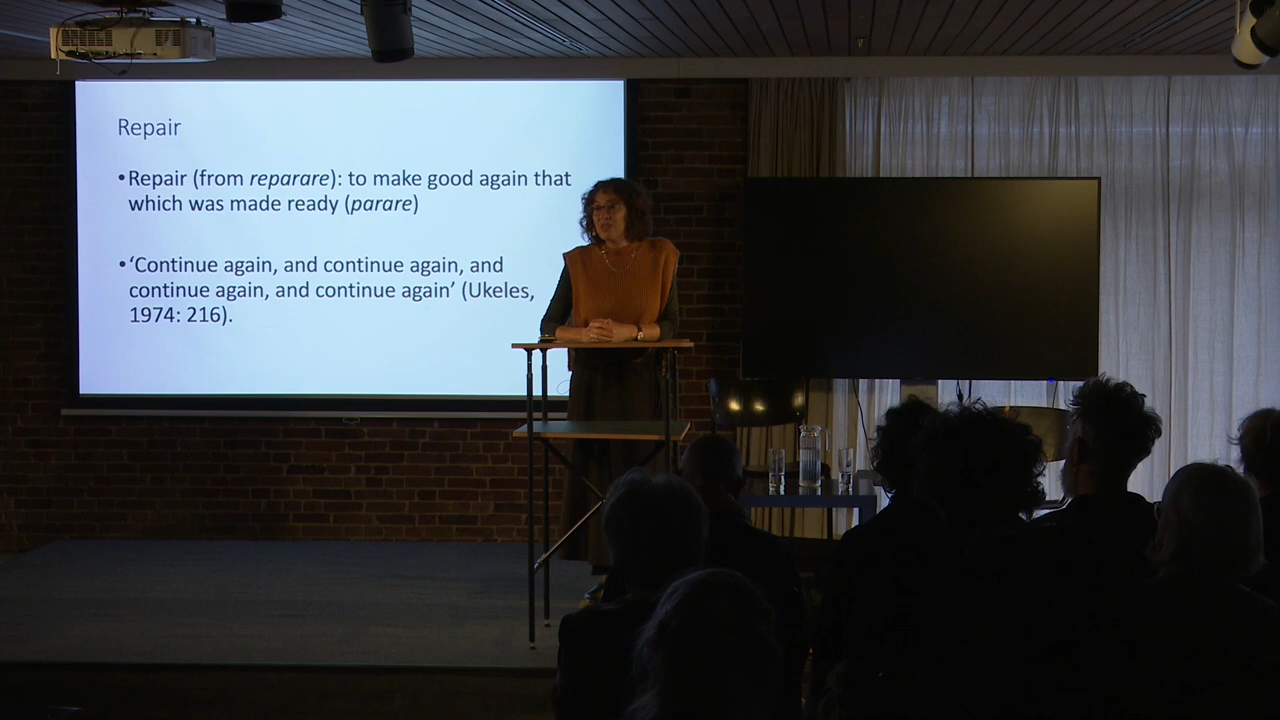 Repair
•Repair (from reparare): to make good again that
which was made ready (parare)
•‘Continue again, and continue again, and
continue again, and continue again’ (Ukeles,
1974: 216).